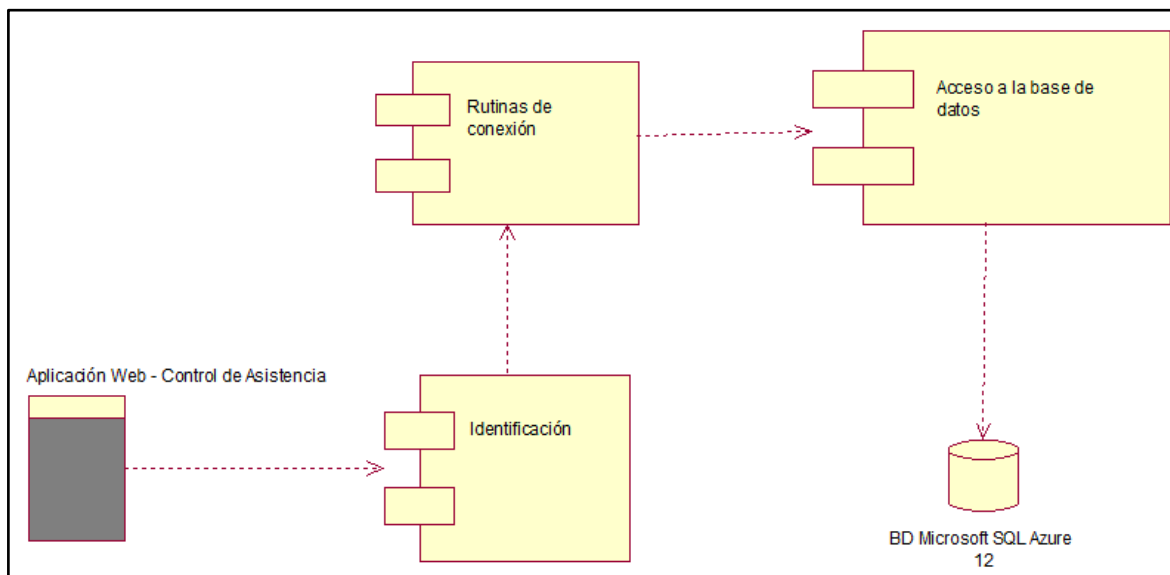 Rutinas de
conexión
Acceso a la base de
datos
Aplicación Web - Control de Asistencia
Identificación
BD Microsoft SQL Azure
12